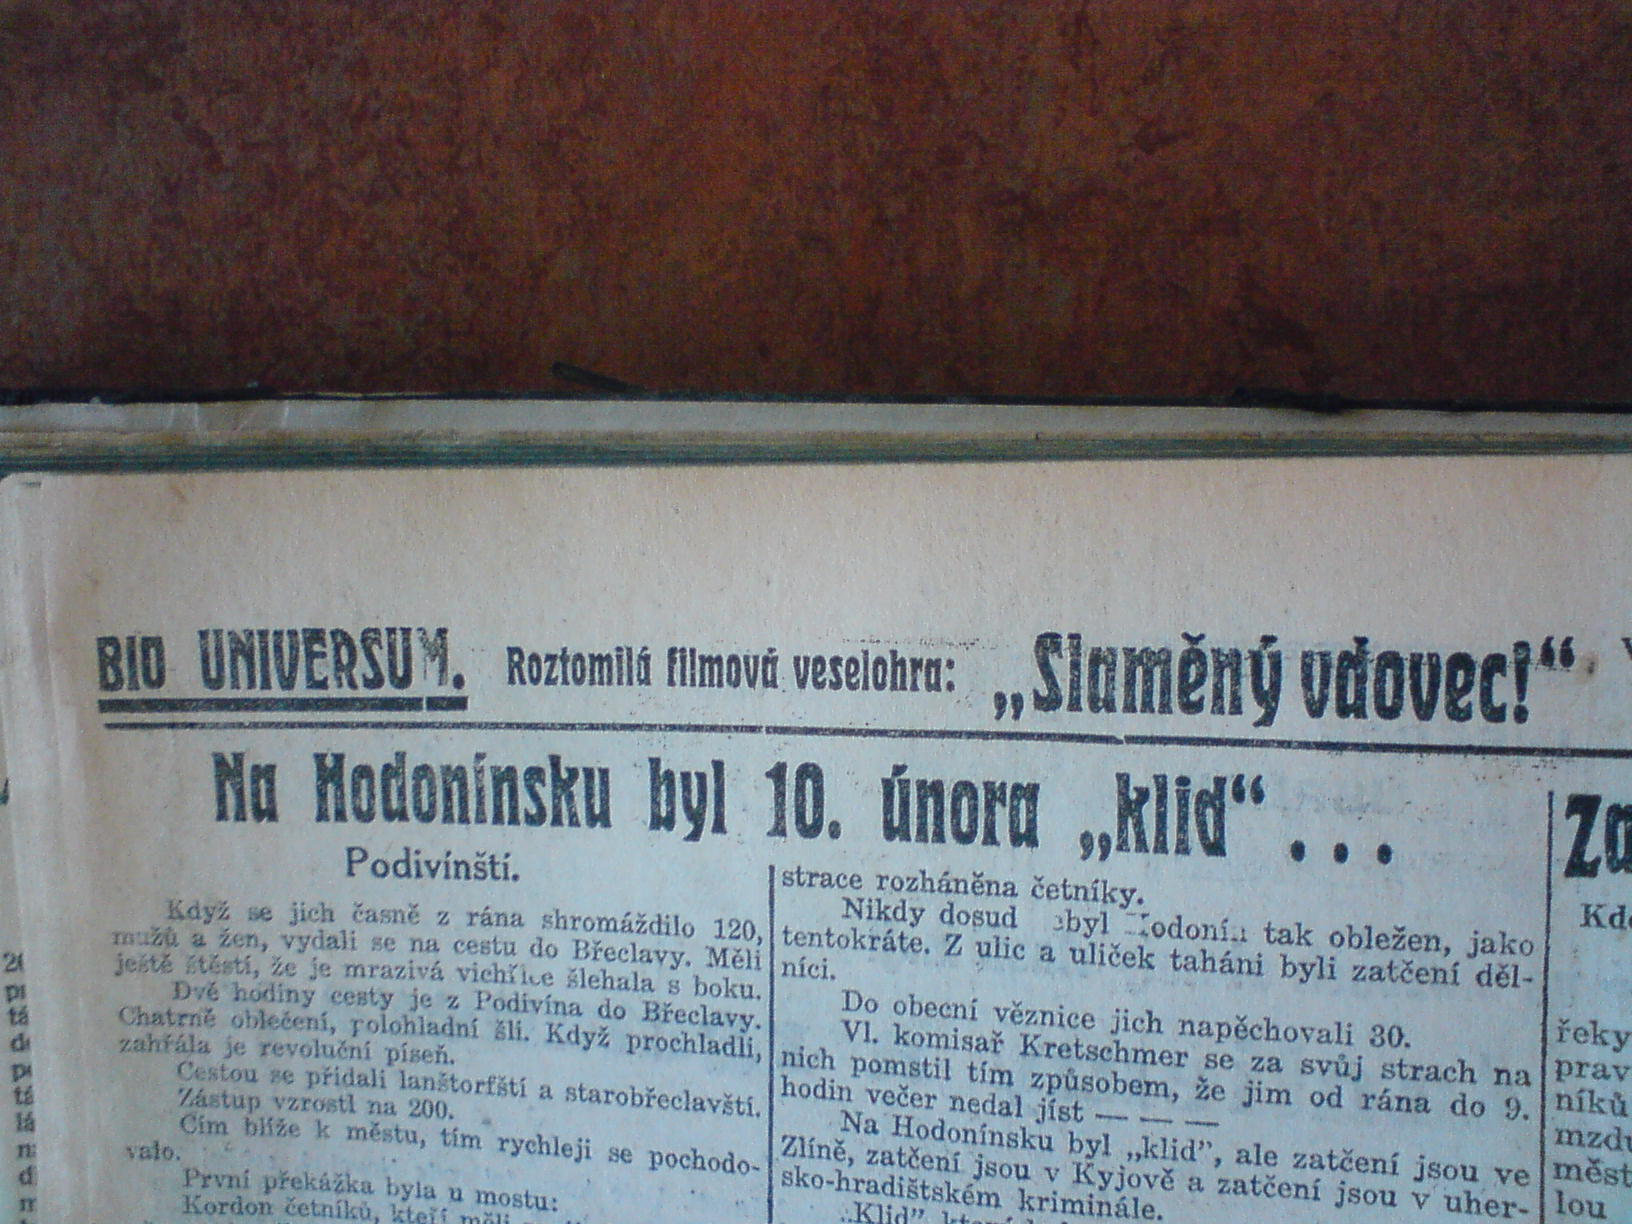 BIO UNIVERSUM. Roztomilá filmová veselohra: „Slaměný vdovec!“
Na Hodonínsku byl 10. února „klid“ . . .
Podivínští.
Když se jich časně z rána shromáždilo 120,
mužů a žen, vydali se na cestu do Břeclavy. Měli
ještě štěstí, že je mrazivá šlehala s boku.
Dvě hodiny cesty je z Podivína do Břeclavy.
Chatrně oblečení, polohladní šli. Když prochladli,
zahřála je revoluční píseň.
Cestou se přidali lanštorfští a starobřeclavští.
Zástup vzrostl na 200.
Čím blíže k městu, tím rychleji se pochodo-
valo.
První překážka byla u mostu:
Kordon četníků, kteří měli
strace rozháněna četníky.
Nikdy dosud tak obležen, jako
tentokráte. Z ulic a uliček taháni byli zatčení děl-
níci.
Do obecní věznice jich napěchovali 30.
Vl. komisař Kretschmer se za svůj strach na
nich pomstil tím způsobem, že jim od rána do 9.
hodin večer nedal jíst — — —
Na Hodonínsku byl „klid”, ale zatčení jsou ve
Zlíně, zatčení jsou v Kyjově a zatčení jsou v uher-
sko-hradištském kriminále.
„Klid”,
Za
řeky
prav
níků
mzdu
měst
lou